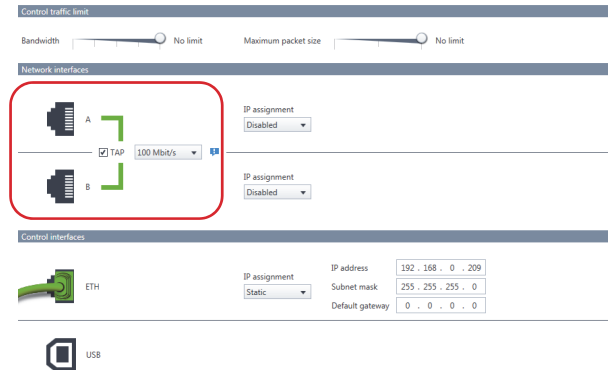 Control traffic limit
Bandwidth No limit Maximum packet size No limit
Network interfaces
A
IP assignment
Disabled
TAP 100 Mbit/s
B
IP assignment
Disabled
Control interfaces
ETH
IP assignment
Static
IP address 192 . 168 . 0 . 209
Subnet mask 255 . 255 . 255 . 0
Default gateway 0 . 0 . 0 . 0
USB